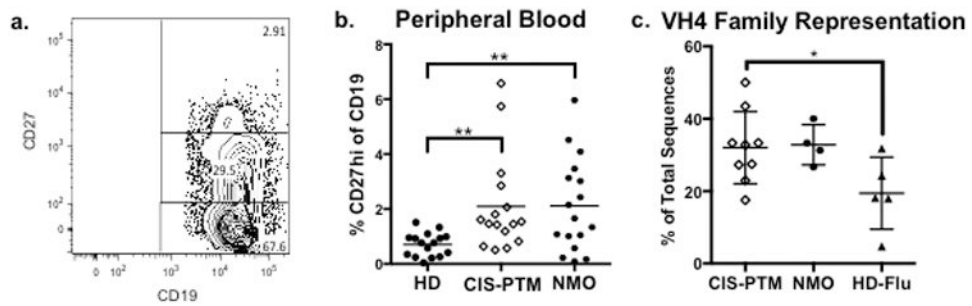 a.
2.91
10^5
10^4
10^3
10^2
0
29.5
67.6
CD27
0 10^2 10^3 10^4 10^5
CD19
b. Peripheral Blood
8
6
4
2
0
% CD27hi of CD19
**
**
HD CIS-PTM NMO
c. VH4 Family Representation
60
40
20
0
% of Total Sequences
*
CIS-PTM NMO HD-Flu